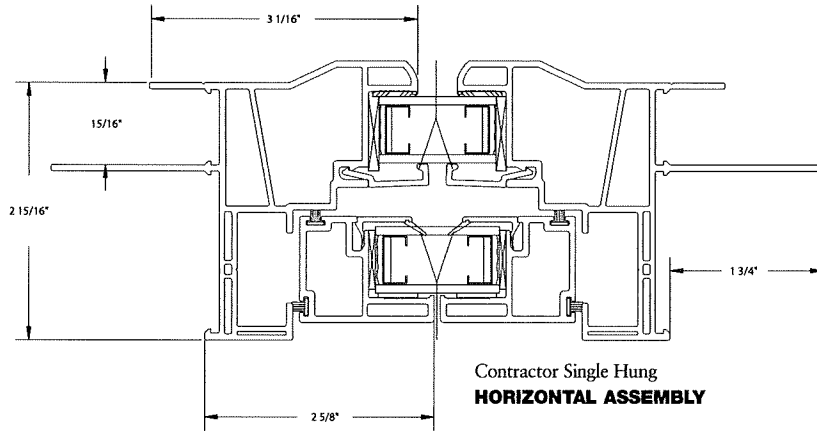 3 1/16"
15/16"
2 15/16"
1 3/4"
Contractor Single Hung
HORIZONTAL ASSEMBLY
2 5/8"